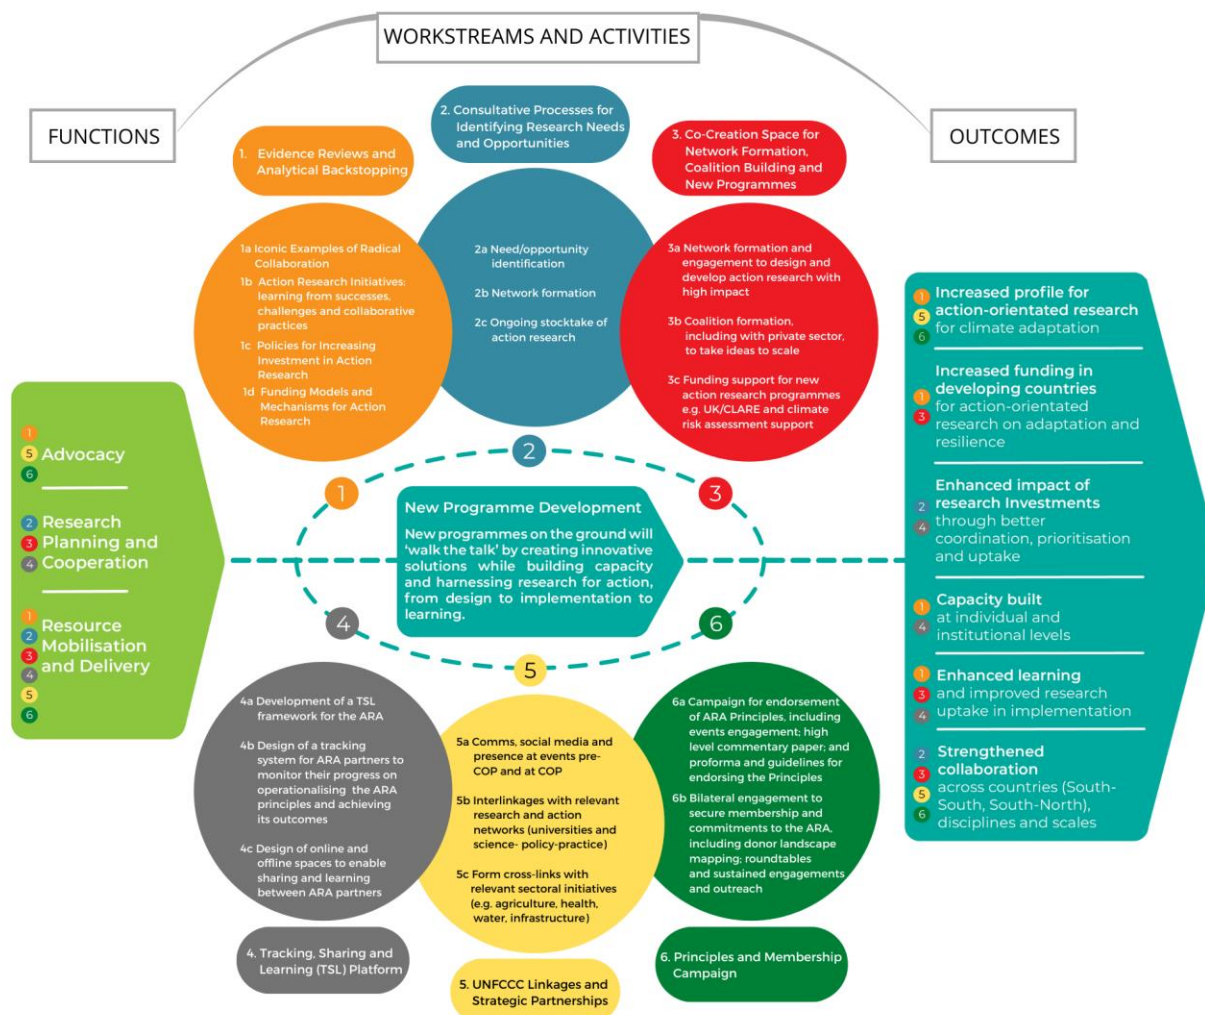 WORKSTREAMS AND ACTIVITIES
FUNCTIONS
OUTCOMES
1. Evidence Reviews and
Analytical Backstopping
2. Consultative Processes for
Identifying Research Needs
and Opportunities
3. Co-Creation Space for
Network Formation,
Coalition Building and
New Programmes
1a Iconic Examples of Radical
Collaboration
1b Action Research Initiatives:
learning from successes,
challenges and collaborative
practices
1c Policies for Increasing
Investment in Action
Research
1d Funding Models and
Mechanisms for Action
Research
2a Need/opportunity
identification
2b Network formation
2c Ongoing stocktake of
action research
3a Network formation and
engagement to design and
develop action research with
high impact
3b Coalition formation,
including with private sector,
to take ideas to scale
3c Funding support for new
action research programmes
e.g. UK/CLARE and climate
risk assessment support
1
5 Advocacy
6
2 Research
3 Planning and
4 Cooperation
1
2 Resource
3 Mobilisation
4 and Delivery
5
6
1
2
3
New Programme Development
New programmes on the ground will
‘walk the talk’ by creating innovative
solutions while building capacity
and harnessing research for action,
from design to implementation to
learning.
4
5
6
4a Development of a TSL
framework for the ARA
4b Design of a tracking
system for ARA partners to
monitor their progress on
operationalising the ARA
principles and achieving
its outcomes
4c Design of online and
offline spaces to enable
sharing and learning
between ARA partners
5a Comms, social media and
presence at events pre-
COP and at COP
5b Interlinkages with relevant
research and action
networks (universities and
science- policy-practice)
5c Form cross-links with
relevant sectoral initiatives
(e.g. agriculture, health,
water, infrastructure)
6a Campaign for endorsement
of ARA Principles, including
events engagement; high
level commentary paper; and
proforma and guidelines for
endorsing the Principles
6b Bilateral engagement to
secure membership and
commitments to the ARA,
including donor landscape
mapping; roundtables
and sustained engagements
and outreach
4. Tracking, Sharing and
Learning (TSL) Platform
5. UNFCCC Linkages and
Strategic Partnerships
6. Principles and Membership
Campaign
1 Increased profile for
5 action-orientated research
6 for climate adaptation
Increased funding in
1 developing countries
3 for action-orientated
research on adaptation and
resilience
Enhanced impact of
2 research Investments
4 through better
coordination, prioritisation
and uptake
1 Capacity built
4 at individual and
institutional levels
1 Enhanced learning
3 and improved research
4 uptake in implementation
2 Strengthened
3 collaboration
5 across countries (South-
6 South, South-North),
disciplines and scales